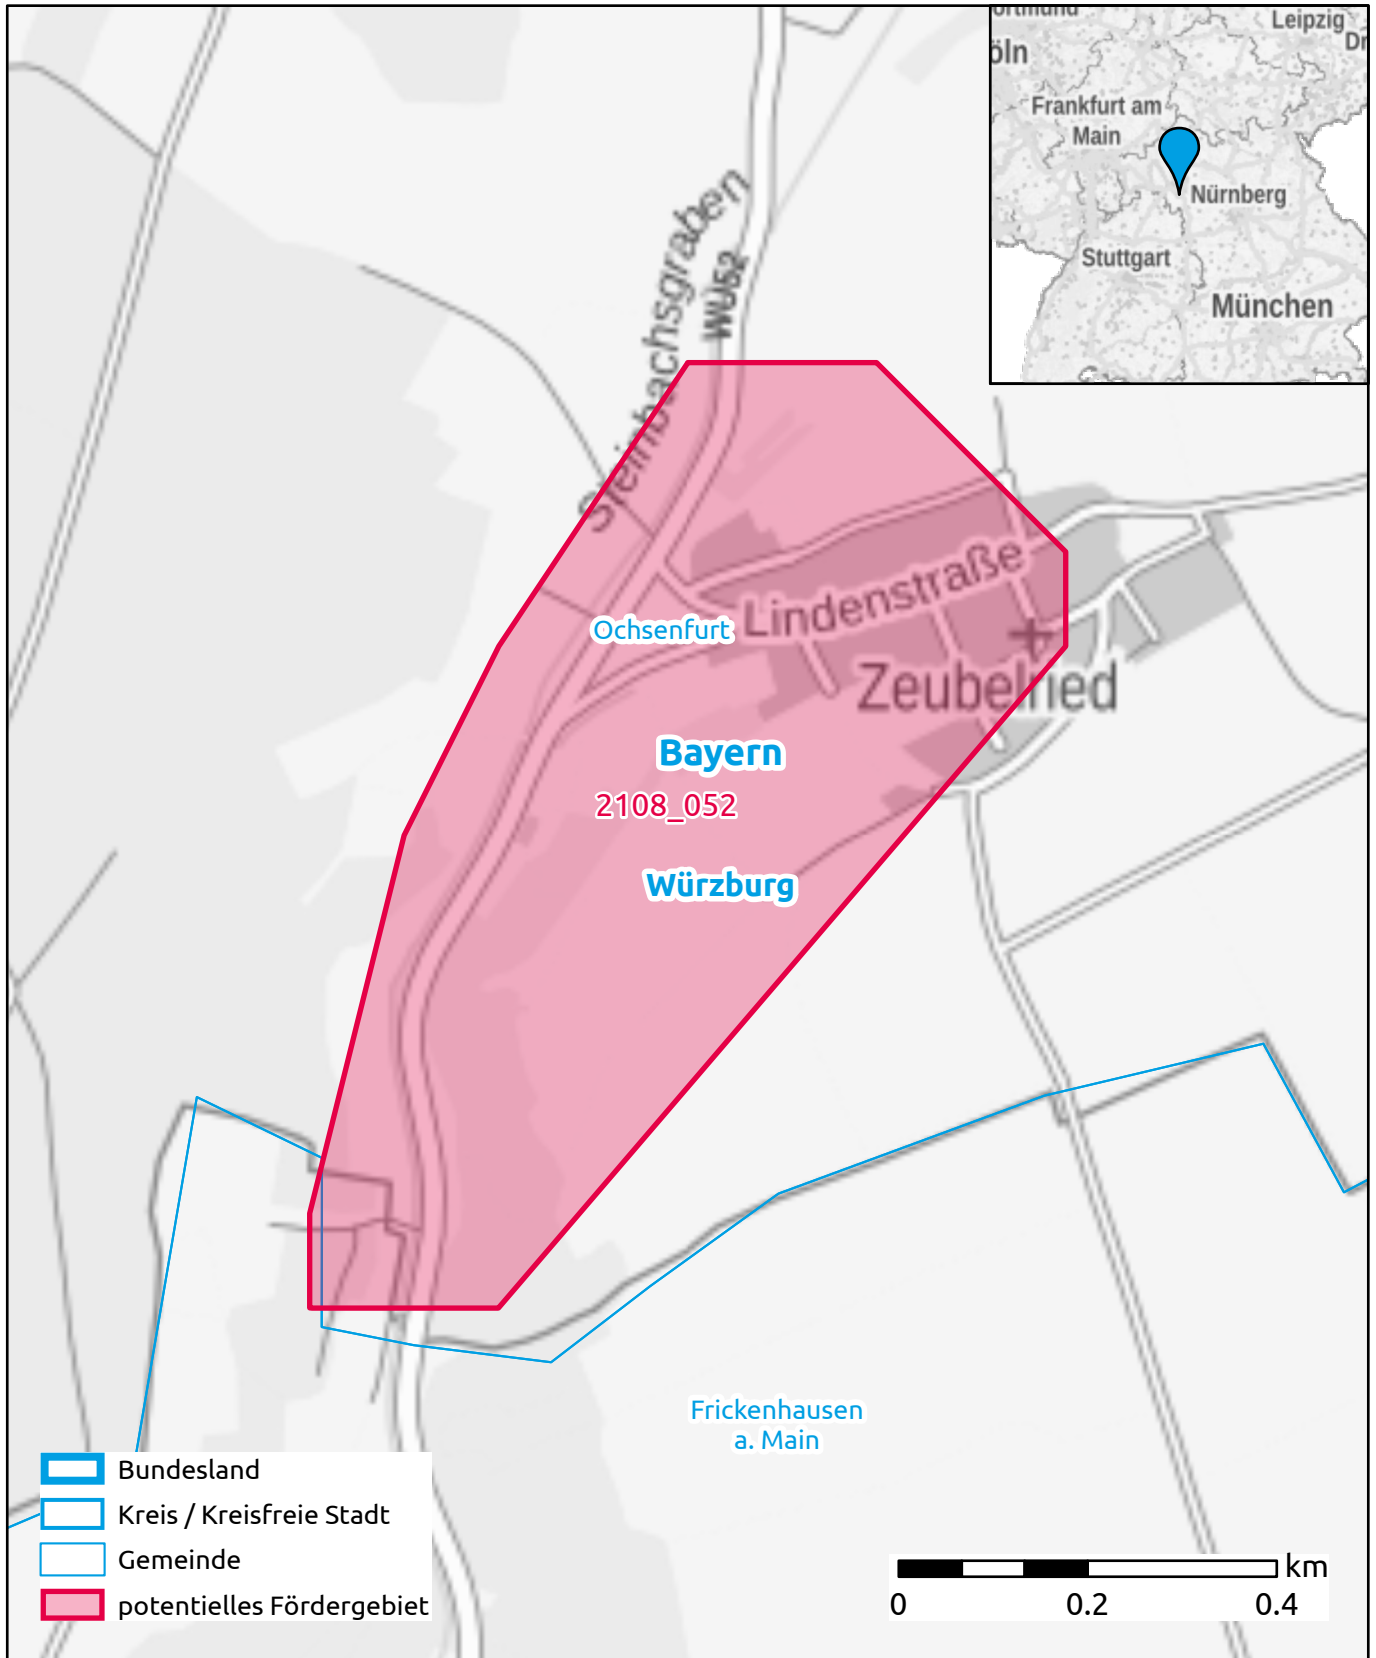 Leipzig
öln
Frankfurt am
Main
Nürnberg
Stuttgart
München
Steinbachsgraben
WÜ52
Lindenstraße
Ochsenfurt
Zeubelried
Bayern
2108_052
Würzburg
Frickenhausen
a. Main
Bundesland
Kreis / Kreisfreie Stadt
Gemeinde
potentielles Fördergebiet
km
0 0.2 0.4